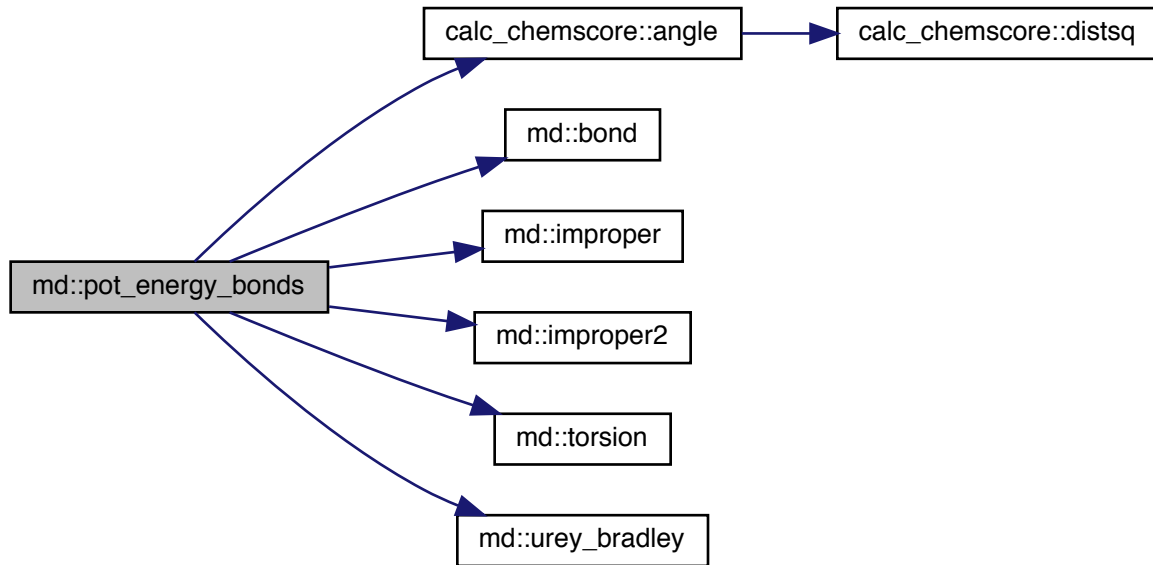 calc_chemscore::angle
calc_chemscore::distsq
md::bond
md::improper
md::pot_energy_bonds
md::improper2
md::torsion
md::urey_bradley